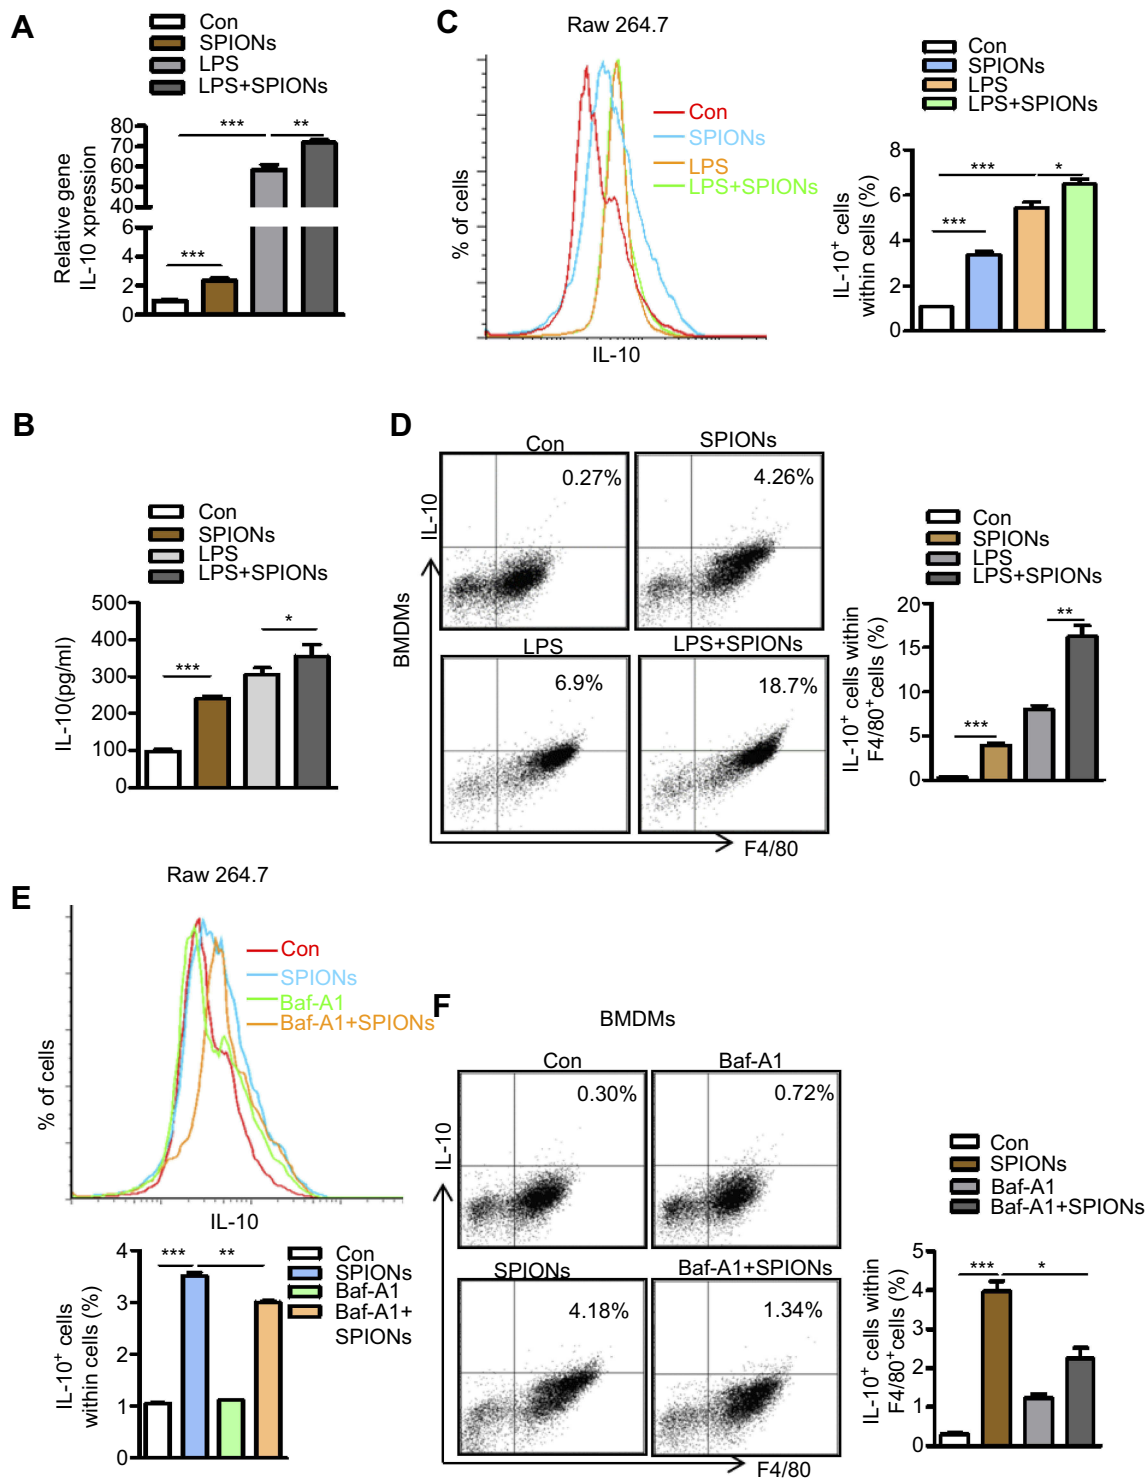 A
Con
SPIONs
LPS
LPS+SPIONs
Relative gene
IL-10 xpression
80
70
60
50
40
6
4
2
0
***
***
**
C
Raw 264.7
% of cells
IL-10
Con
SPIONs
LPS
LPS+SPIONs
Con
SPIONs
LPS
LPS+SPIONs
IL-10+ cells
within cells (%)
8
6
4
2
0
***
***
*
B
Con
SPIONs
LPS
LPS+SPIONs
IL-10(pg/ml)
500
400
300
200
100
0
***
*
D
Con
SPIONs
0.27%
4.26%
IL-10
BMDMs
LPS
LPS+SPIONs
6.9%
18.7%
F4/80
Con
SPIONs
LPS
LPS+SPIONs
IL-10+ cells within
F4/80+cells (%)
20
15
10
5
0
***
**
E
Raw 264.7
% of cells
IL-10
Con
SPIONs
Baf-A1
Baf-A1+SPIONs
IL-10+ cells
within cells (%)
4
3
2
1
0
***
**
Con
SPIONs
Baf-A1
Baf-A1+
SPIONs
F
BMDMs
Con
Baf-A1
0.30%
0.72%
IL-10
SPIONs
Baf-A1+SPIONs
4.18%
1.34%
F4/80
Con
SPIONs
Baf-A1
Baf-A1+SPIONs
IL-10+ cells within
F4/80+cells (%)
5
4
3
2
1
0
***
*